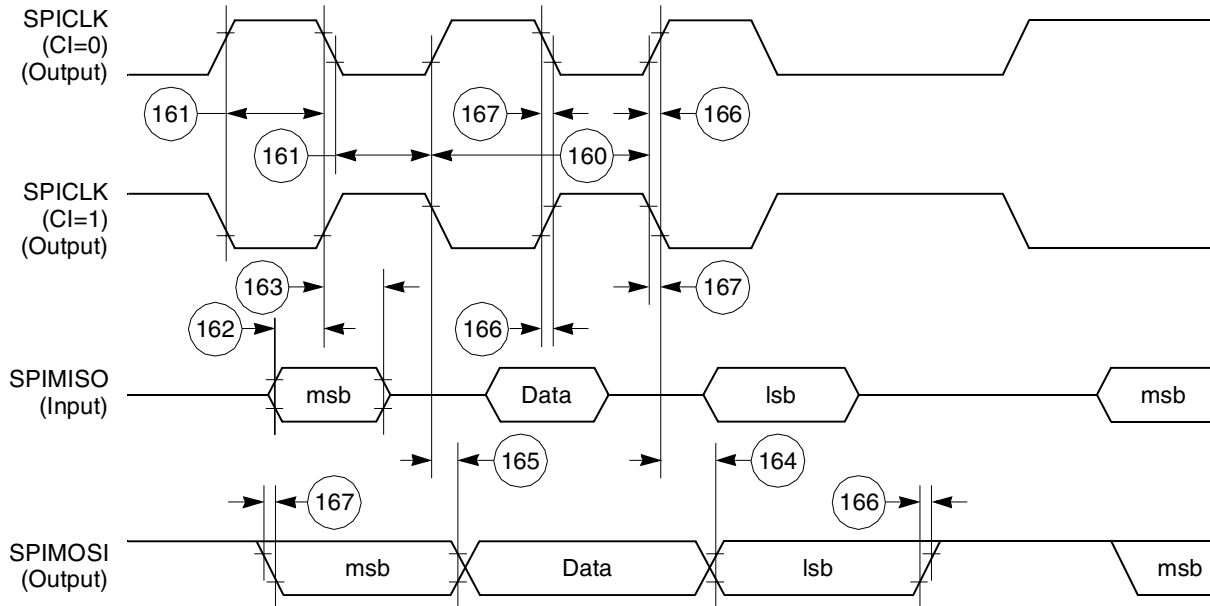 SPICLK
(CI=0)
(Output)
161
167
166
161
160
SPICLK
(CI=1)
(Output)
163
167
162
166
SPIMISO
(Input)
msb
Data
lsb
msb
165
164
167
166
SPIMOSI
(Output)
msb
Data
lsb
msb